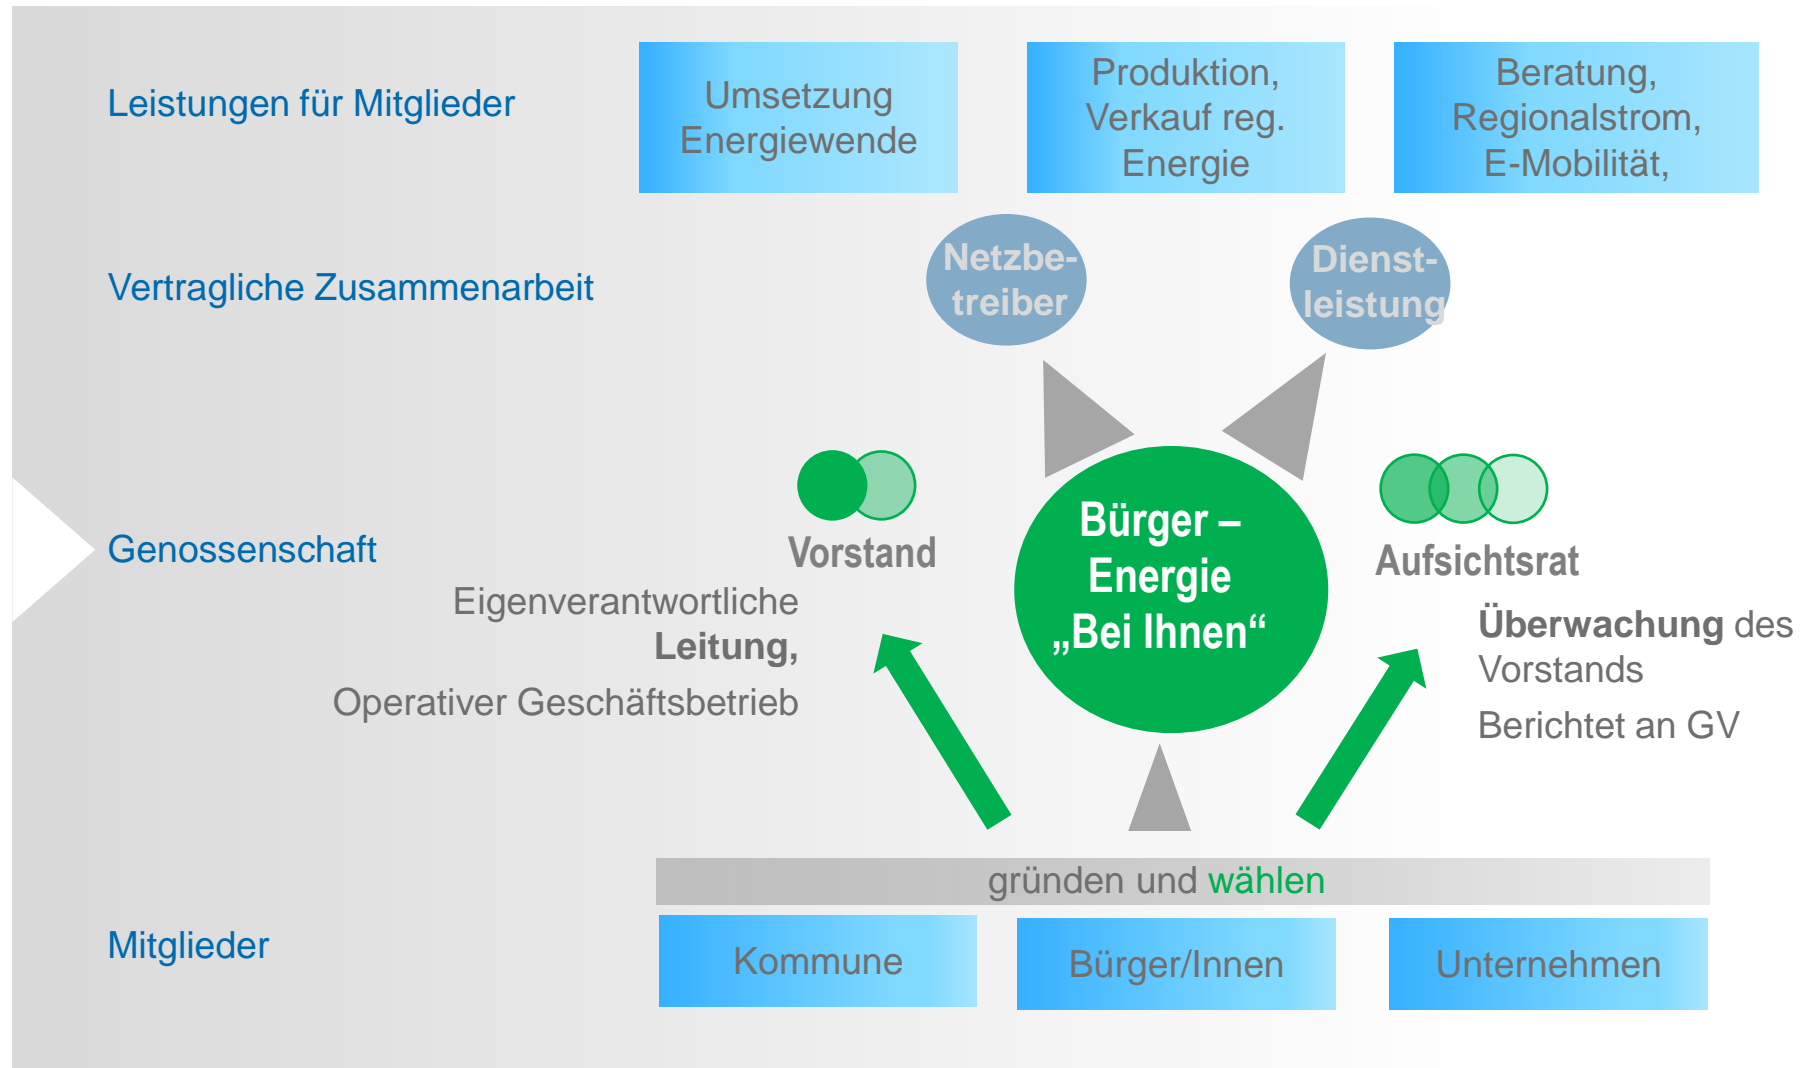 Leistungen für Mitglieder
Umsetzung
Energiewende
Produktion,
Verkauf reg.
Energie
Beratung,
Regionalstrom,
E-Mobilität,
Vertragliche Zusammenarbeit
Netzbe-
treiber
Dienst-
leistung
Genossenschaft
Vorstand
Eigenverantwortliche
Leitung,
Operativer Geschäftsbetrieb
Bürger –
Energie
„Bei Ihnen“
Aufsichtsrat
Überwachung des
Vorstands
Berichtet an GV
gründen und wählen
Mitglieder
Kommune
Bürger/Innen
Unternehmen